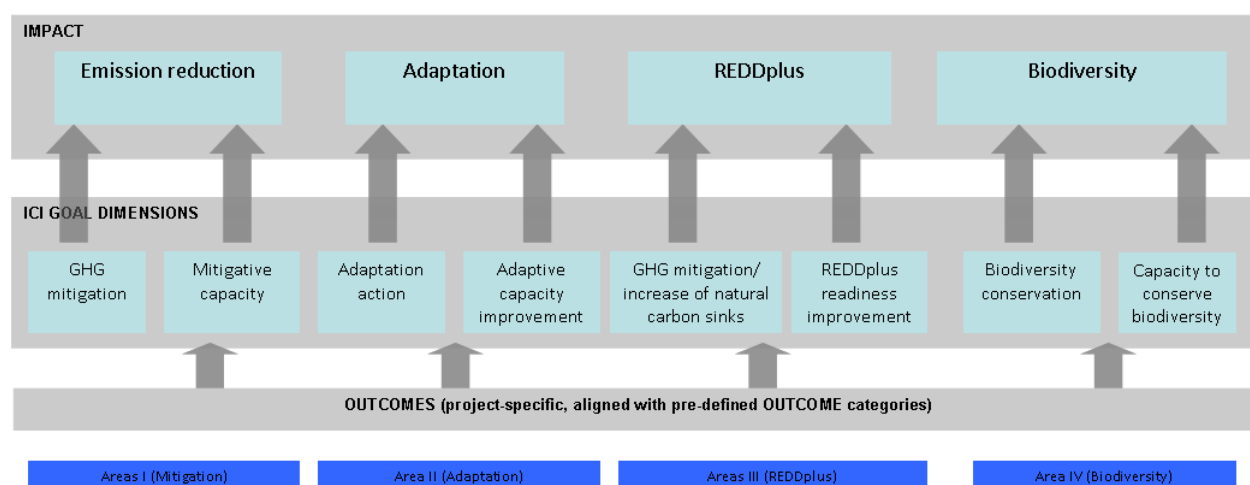 IMPACT
Emission reduction
Adaptation
REDDplus
Biodiversity
ICI GOAL DIMENSIONS
GHG
mitigation
Mitigative
capacity
Adaptation
action
Adaptive
capacity
improvement
GHG mitigation/
increase of natural
carbon sinks
REDDplus
readiness
improvement
Biodiversity
conservation
Capacity to
conserve
biodiversity
OUTCOMES (project-specific, aligned with pre-defined OUTCOME categories)
Areas I (Mitigation)
Area II (Adaptation)
Areas III (REDDplus)
Area IV (Biodiversity)